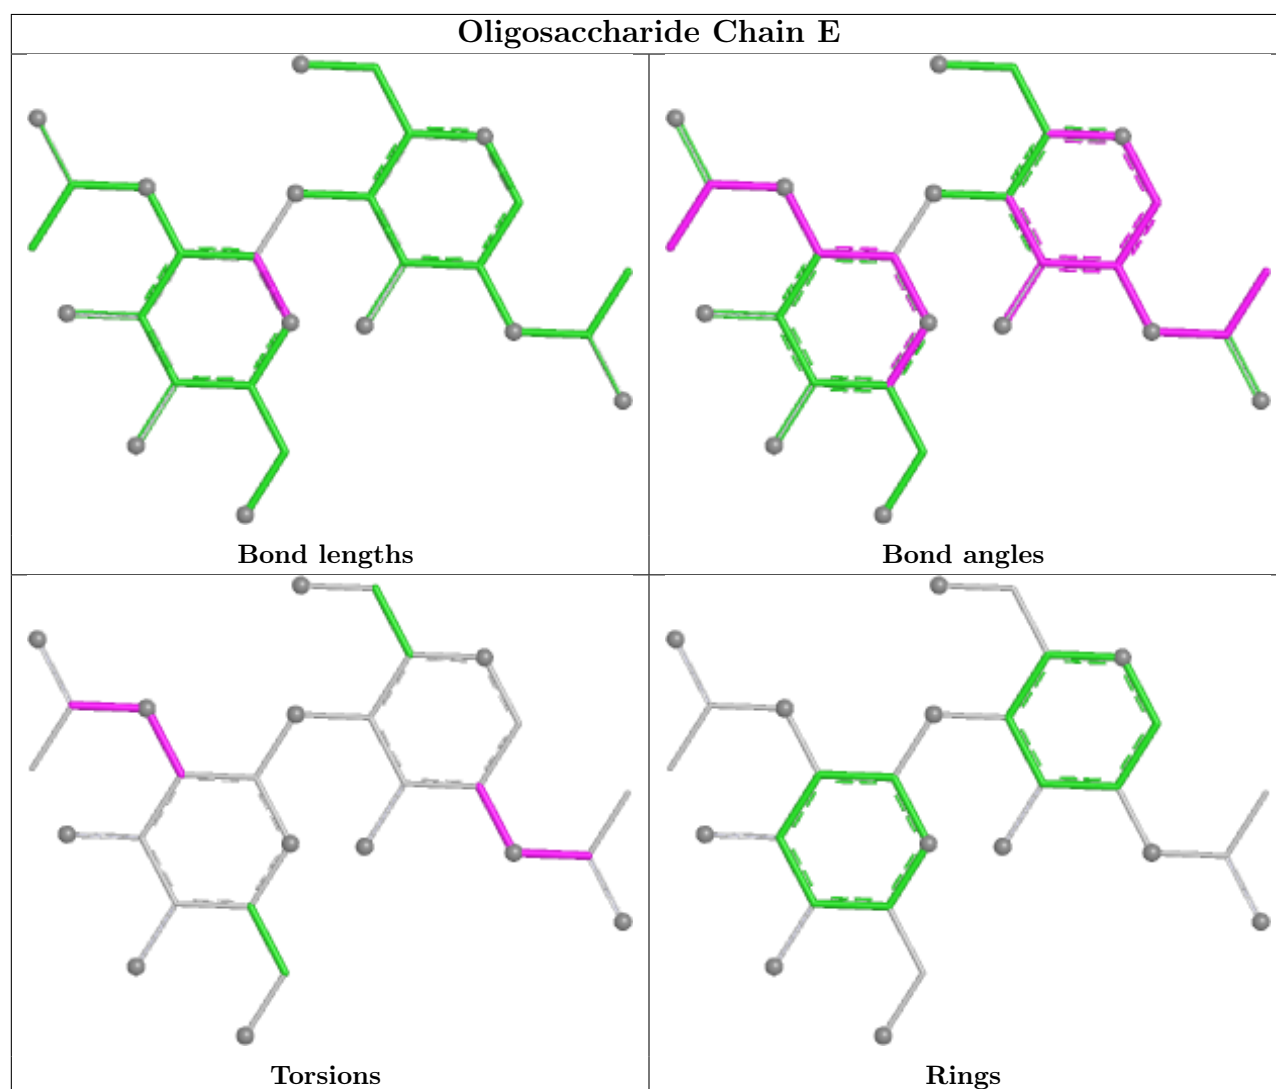 Oligosaccharide Chain E
Bond lengths
Bond angles
Torsions
Rings